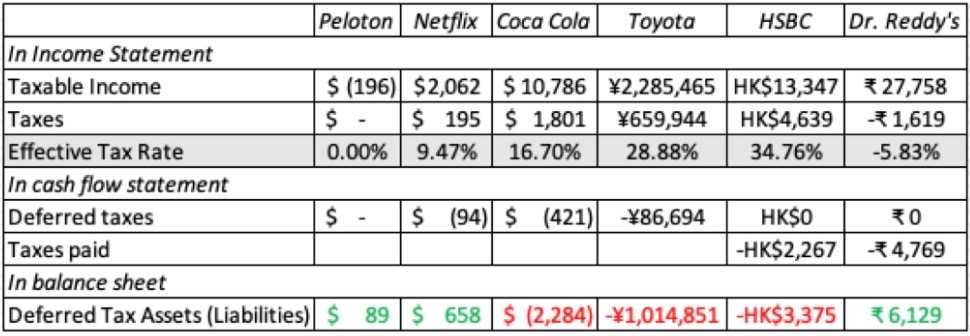 Peloton Netflix Coca Cola Toyota HSBC Dr. Reddy's
In Income Statement
Taxable Income $ (196) $2,062 $ 10,786 ¥2,285,465 HK$13,347 ₹ 27,758
Taxes $ - $ 195 $ 1,801 ¥659,944 HK$4,639 -₹ 1,619
Effective Tax Rate 0.00% 9.47% 16.70% 28.88% 34.76% -5.83%
In cash flow statement
Deferred taxes $ - $ (94) $ (421) -¥86,694 HK$0 ₹ 0
Taxes paid -HK$2,267 -₹ 4,769
In balance sheet
Deferred Tax Assets (Liabilities) $ 89 $ 658 $ (2,284) -¥1,014,851 -HK$3,375 ₹ 6,129